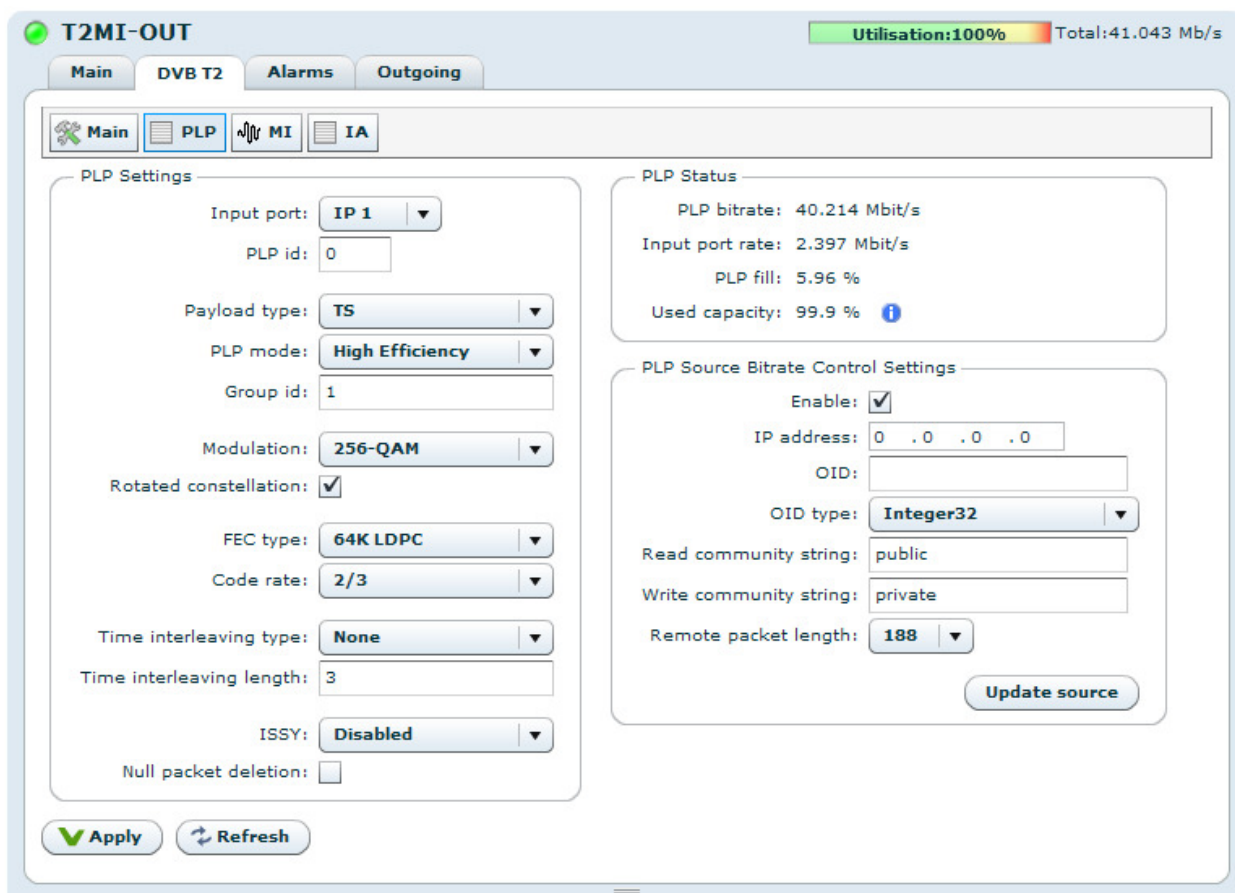 T2MI-OUT
Utilisation:100% Total:41.043 Mb/s
Main DVB T2 Alarms Outgoing
Main PLP MI IA
PLP Settings
Input port: IP 1
PLP id: 0
Payload type: TS
PLP mode: High Efficiency
Group id: 1
Modulation: 256-QAM
Rotated constellation:
FEC type: 64K LDPC
Code rate: 2/3
Time interleaving type: None
Time interleaving length: 3
ISSY: Disabled
Null packet deletion:
Apply Refresh
PLP Status
PLP bitrate: 40.214 Mbit/s
Input port rate: 2.397 Mbit/s
PLP fill: 5.96 %
Used capacity: 99.9 %
PLP Source Bitrate Control Settings
Enable:
IP address: 0 .0 .0 .0
OID:
OID type: Integer32
Read community string: public
Write community string: private
Remote packet length: 188
Update source